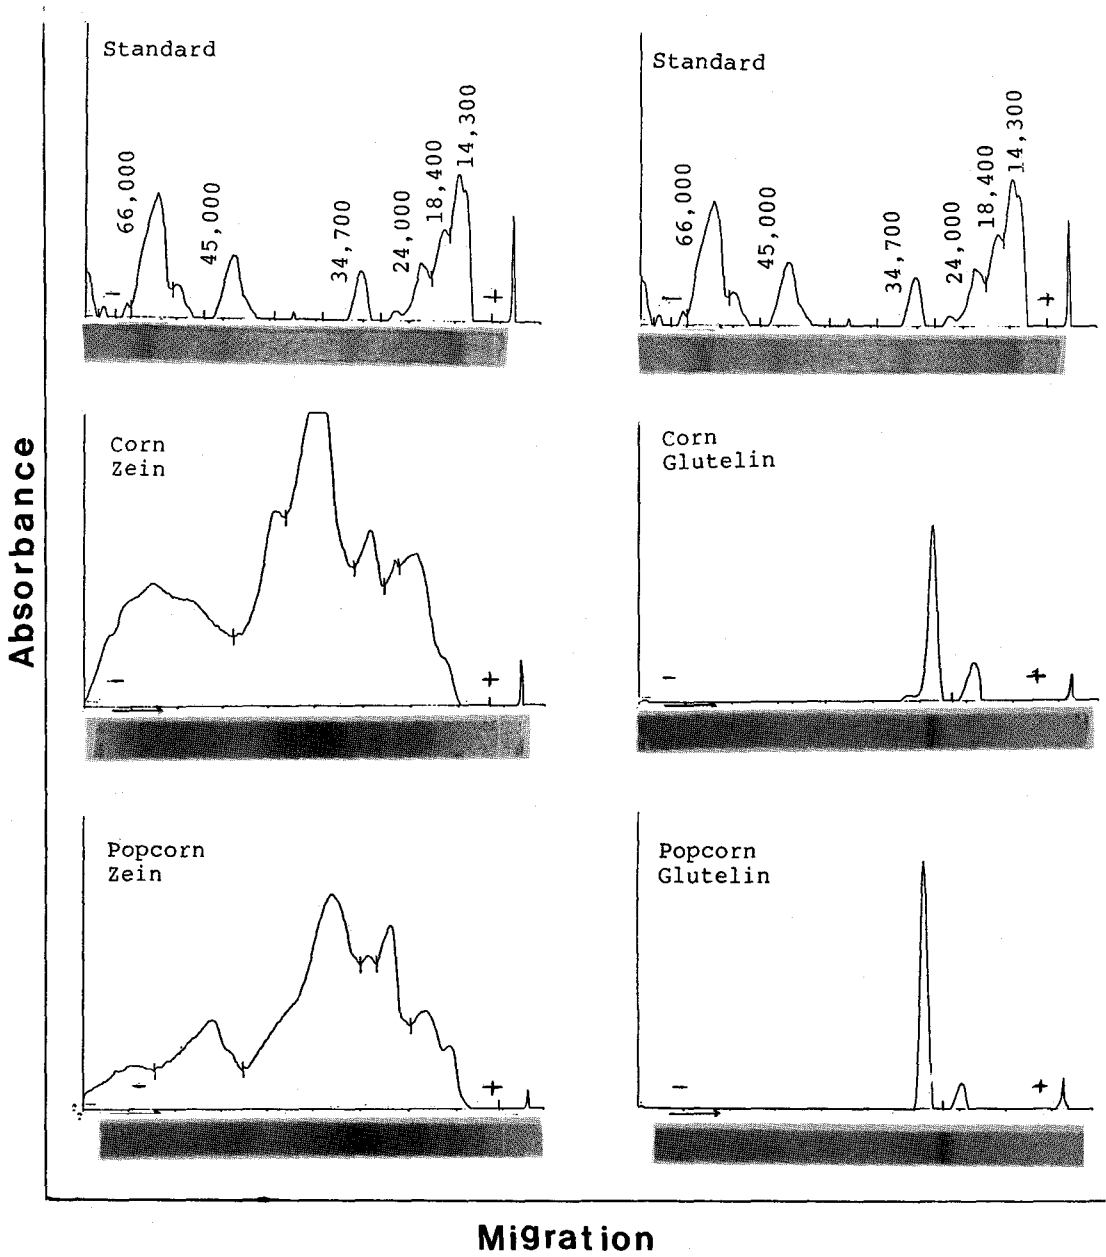 Standard
66,000
45,000
34,700
24,000
18,400
14,300
-
+
Standard
66,000
45,000
34,700
24,000
18,400
14,300
-
+
Absorbance
Corn
Zein
-
+
Corn
Glutelin
-
+
Popcorn
Zein
-
+
Popcorn
Glutelin
-
+
Migration